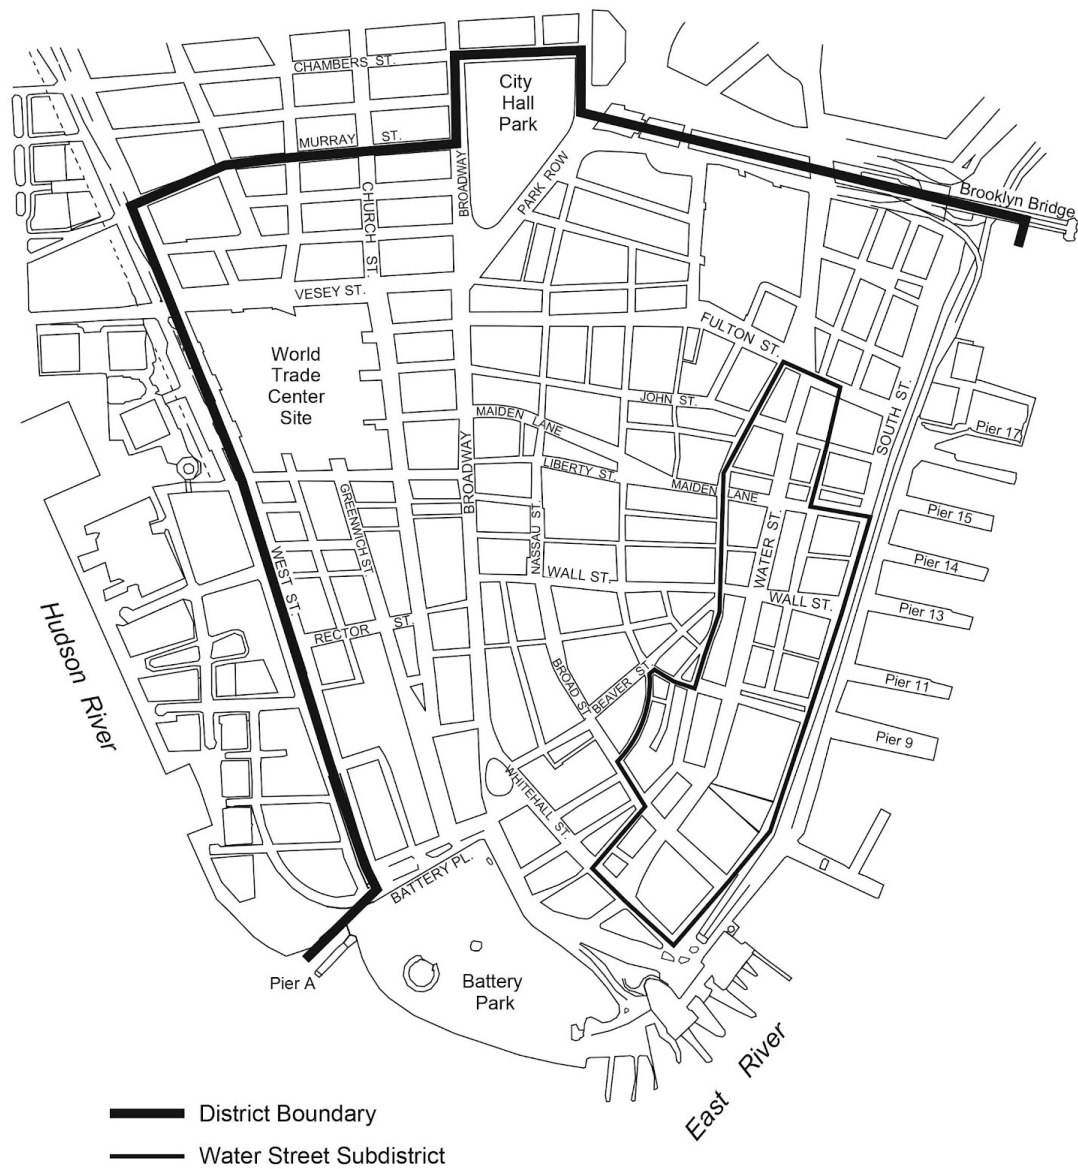 CHAMBERS ST.
City
Hall
Park
MURRAY ST.
BROADWAY
PARK ROW
CHURCH ST.
Brooklyn Bridge
VESEY ST.
FULTON ST.
World
Trade
Center
Site
JOHN ST.
SOUTH ST.
MAIDEN LANE
Pier 17
BROADWAY
LIBERTY ST.
MAIDEN LANE
GREENWICH ST.
NASSAU ST.
Pier 15
WATER ST.
WEST ST.
WALL ST.
Pier 14
WALL ST.
Pier 13
RECTOR ST.
Hudson River
BROAD ST.
BEAVER ST.
Pier 11
Pier 9
WHITEHALL ST.
BATTERY PL.
Pier A
Battery
Park
East River
District Boundary
Water Street Subdistrict